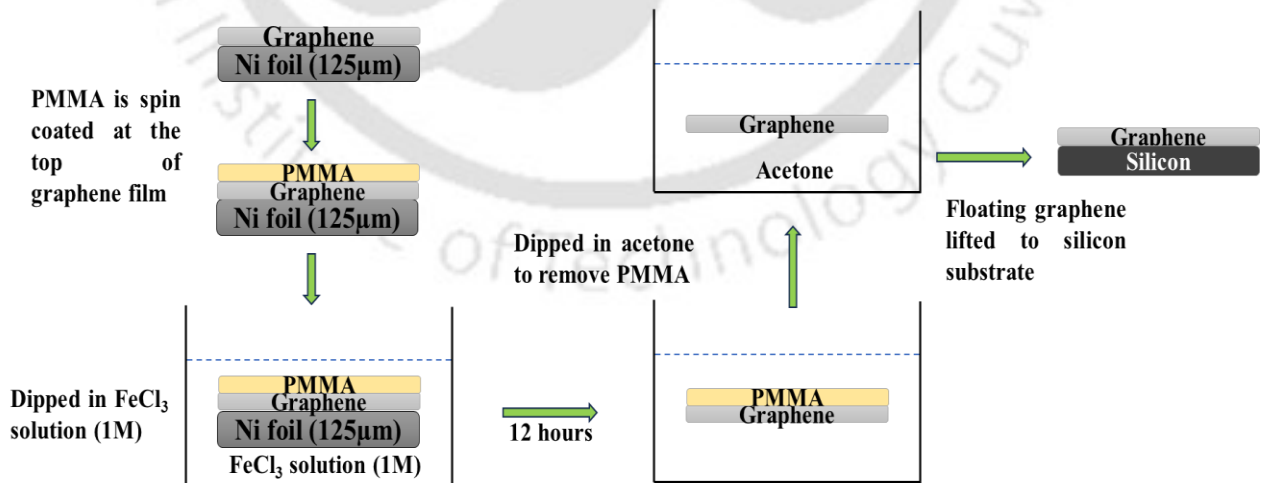 Graphene
Ni foil (125µm)
PMMA is spin
coated at the
top of
graphene film
PMMA
Graphene
Ni foil (125µm)
Dipped in FeCl₃
solution (1M)
PMMA
Graphene
Ni foil (125µm)
FeCl₃ solution (1M)
12 hours
PMMA
Graphene
Dipped in acetone
to remove PMMA
Graphene
Acetone
Floating graphene
lifted to silicon
substrate
Graphene
Silicon
of Technology